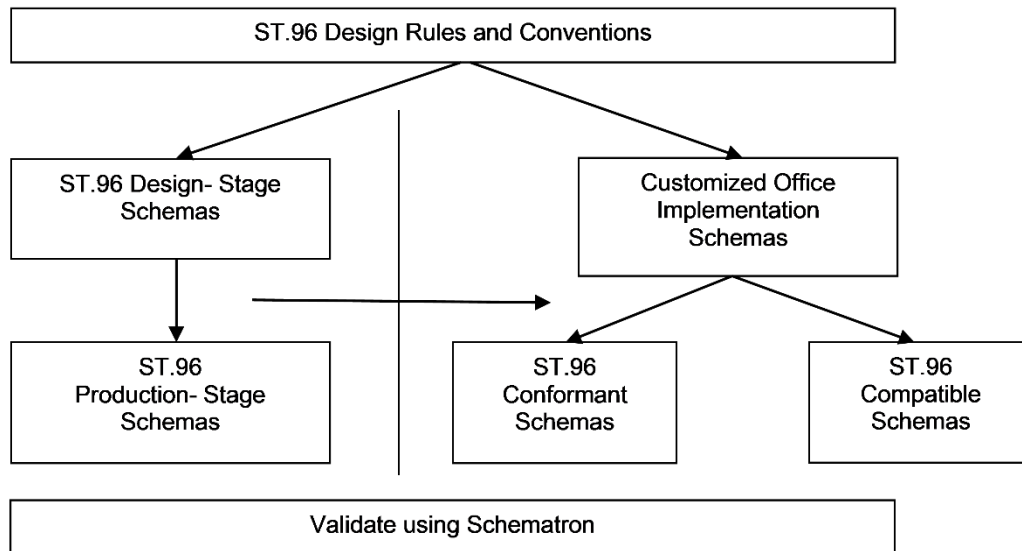 ST.96 Design Rules and Conventions
ST.96 Design- Stage
Schemas
Customized Office
Implementation
Schemas
ST.96
Production- Stage
Schemas
ST.96
Conformant
Schemas
ST.96
Compatible
Schemas
Validate using Schematron